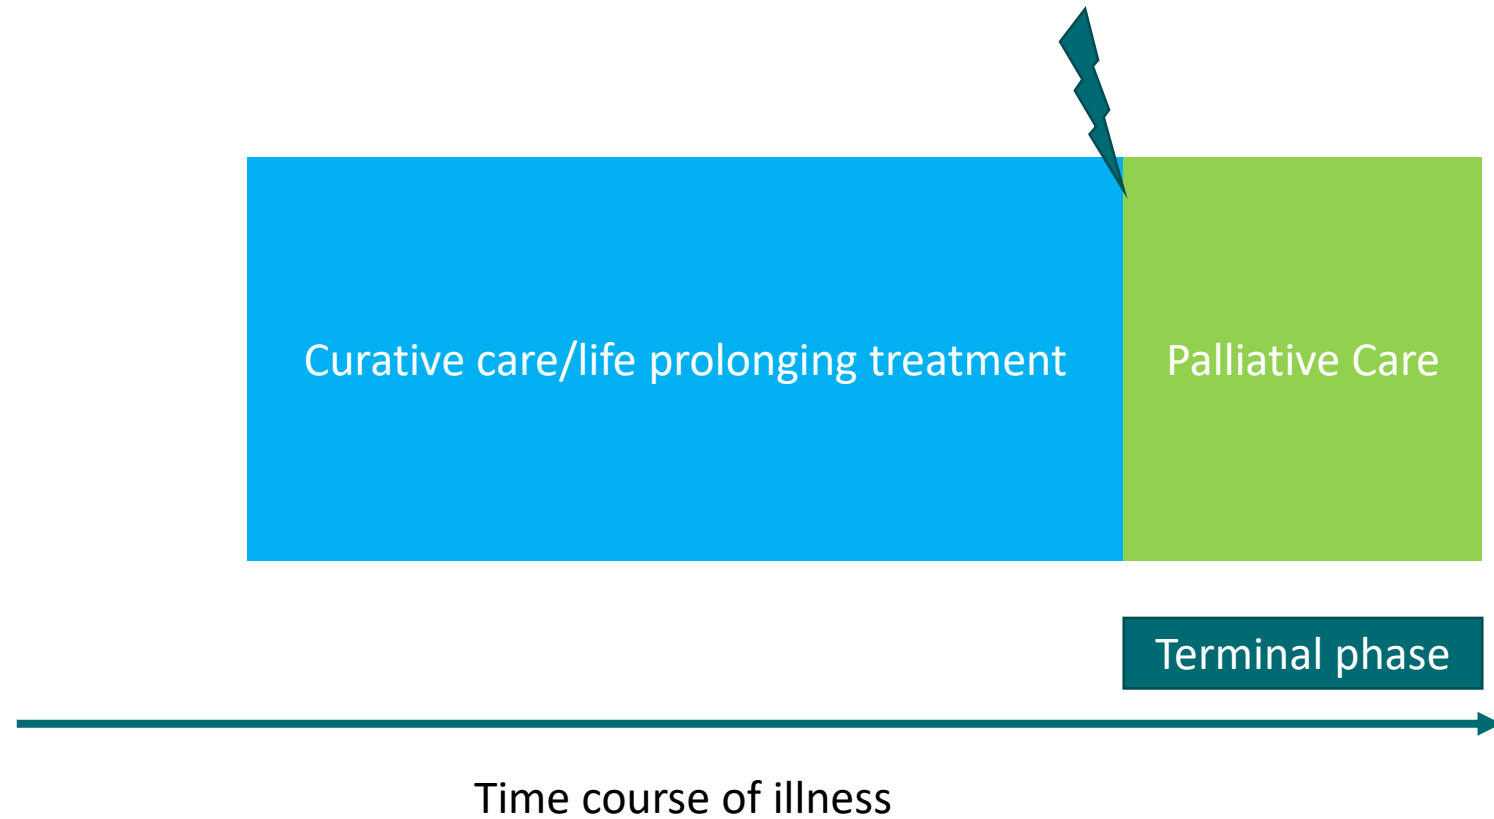 Curative care/life prolonging treatment
Palliative Care
Terminal phase
Time course of illness